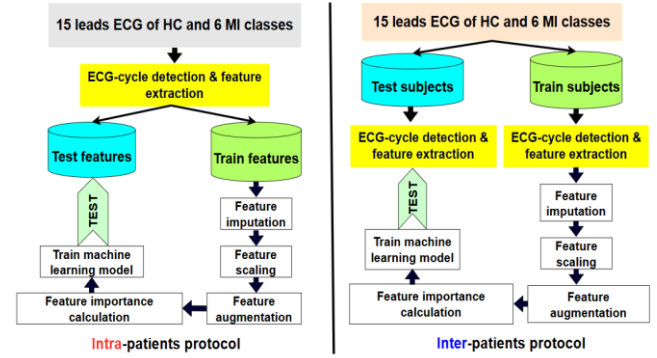 15 leads ECG of HC and 6 MI classes
ECG-cycle detection & feature
extraction
Test features
Train features
TEST
Feature
imputation
Train machine
learning model
Feature
scaling
Feature importance
calculation
Feature
augmentation
Intra-patients protocol
15 leads ECG of HC and 6 MI classes
Test subjects
Train subjects
ECG-cycle detection &
feature extraction
ECG-cycle detection &
feature extraction
TEST
Feature
imputation
Train machine
learning model
Feature
scaling
Feature importance
calculation
Feature
augmentation
Inter-patients protocol